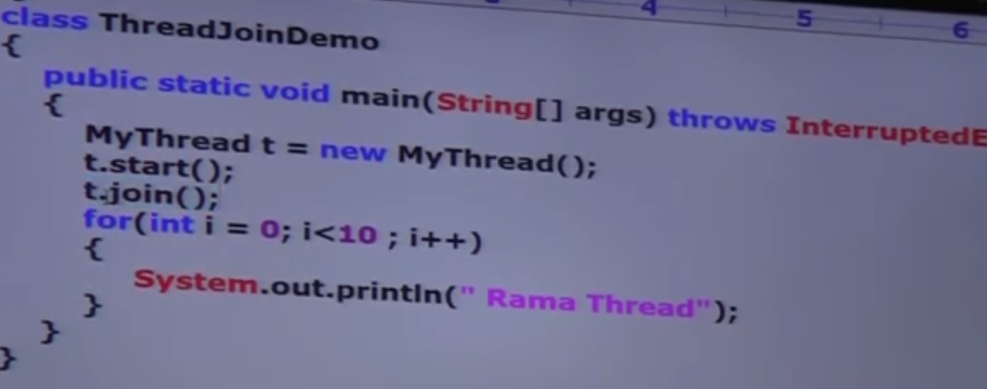 4 5 6
class ThreadJoinDemo
{
public static void main(String[] args) throws InterruptedE
{
MyThread t = new MyThread();
t.start();
t.join();
for(int i = 0; i<10 ; i++)
{
System.out.println(" Rama Thread");
}
}
}